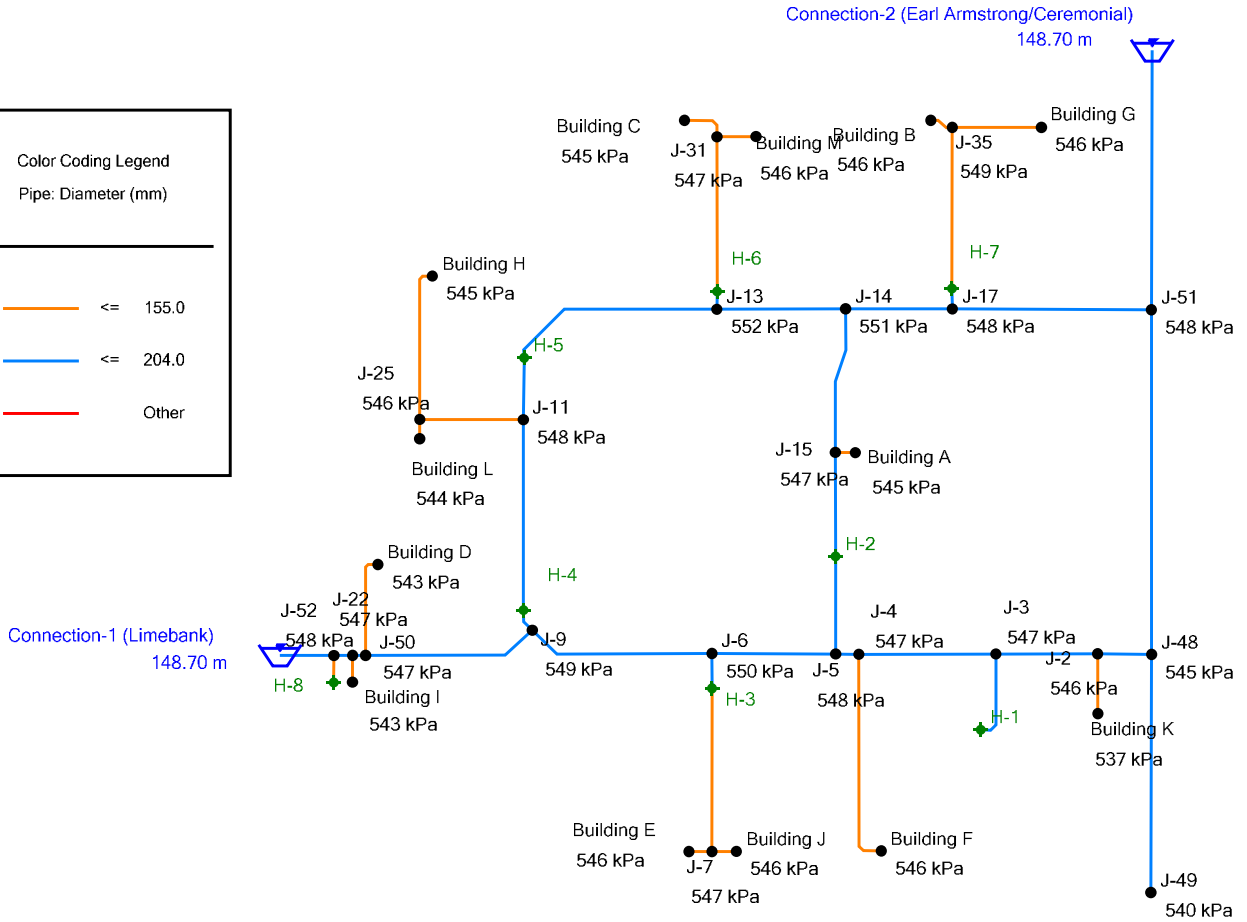 Connection-2 (Earl Armstrong/Ceremonial)
148.70 m
Color Coding Legend
Pipe: Diameter (mm)
<= 155.0
<= 204.0
Other
Building C
545 kPa
J-31
547 kPa
Building M
546 kPa
Building B
546 kPa
J-35
549 kPa
Building G
546 kPa
H-6
H-7
Building H
545 kPa
J-13
552 kPa
J-14
551 kPa
J-17
548 kPa
J-51
548 kPa
H-5
J-25
546 kPa
J-11
548 kPa
Building L
544 kPa
J-15
547 kPa
Building A
545 kPa
H-2
Building D
543 kPa
H-4
J-52
548 kPa
J-22
547 kPa
Connection-1 (Limebank)
148.70 m
J-50
547 kPa
H-8
Building I
543 kPa
J-9
549 kPa
J-6
550 kPa
H-3
J-5
548 kPa
J-4
547 kPa
J-3
547 kPa
J-2
546 kPa
J-48
545 kPa
H-1
Building K
537 kPa
Building E
546 kPa
J-7
547 kPa
Building J
546 kPa
Building F
546 kPa
J-49
540 kPa